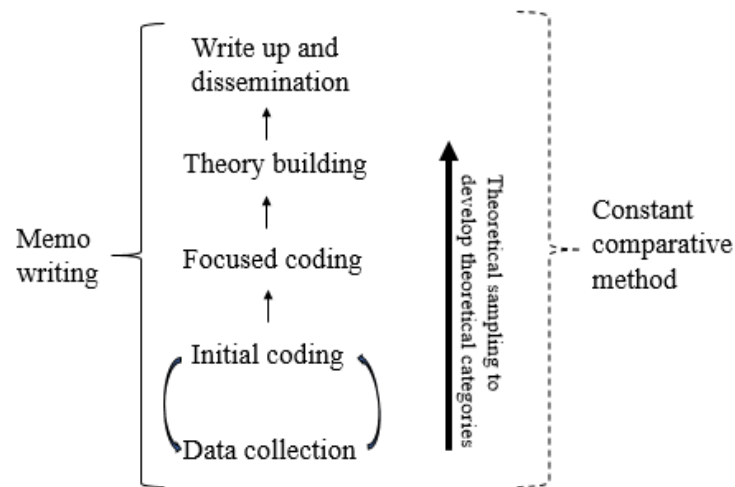 Write up and
dissemination
Theory building
Memo
writing
Focused coding
Initial coding
Data collection
Theoretical sampling to
develop theoretical categories
Constant
comparative
method